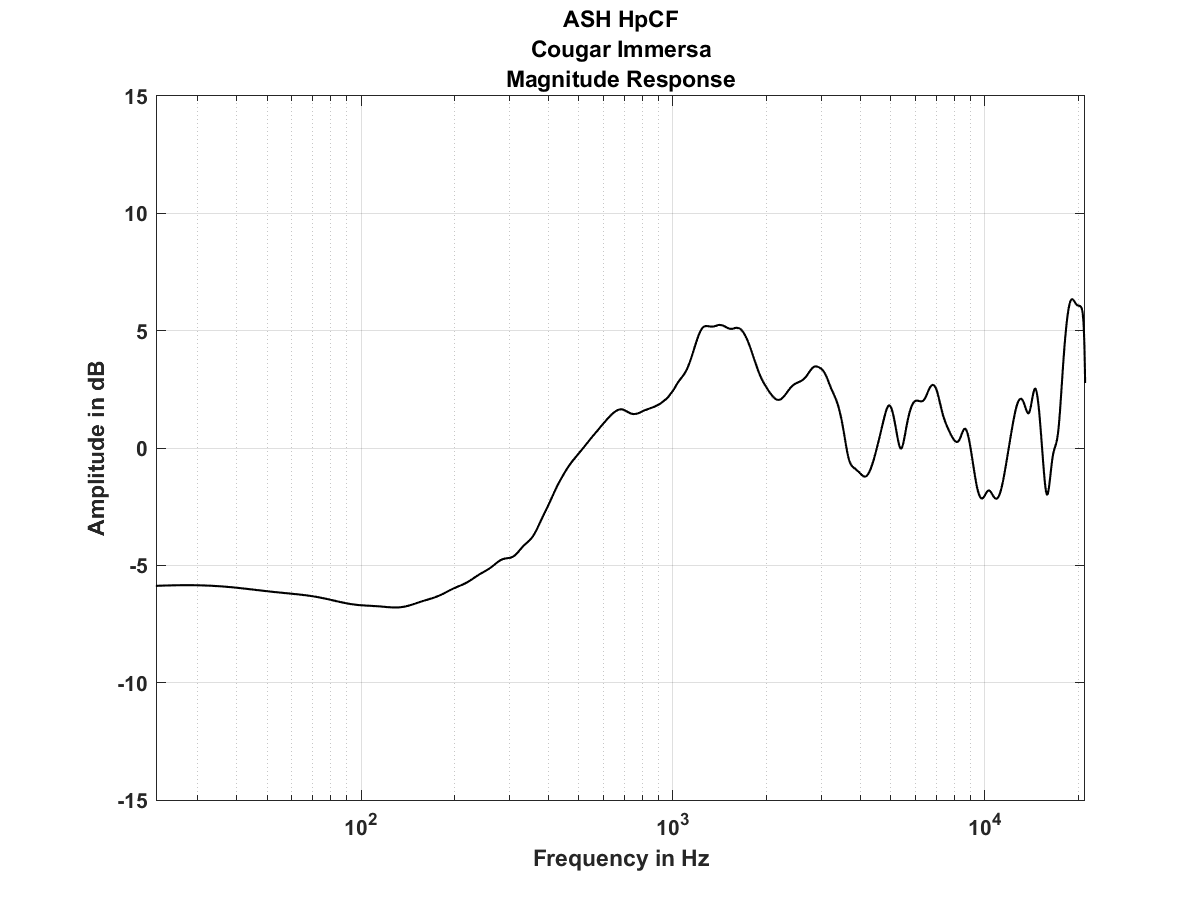 ASH HpCF
Cougar Immersa
Magnitude Response
15
10
5
0
-5
-10
-15
Amplitude in dB
10²
10³
10⁴
Frequency in Hz